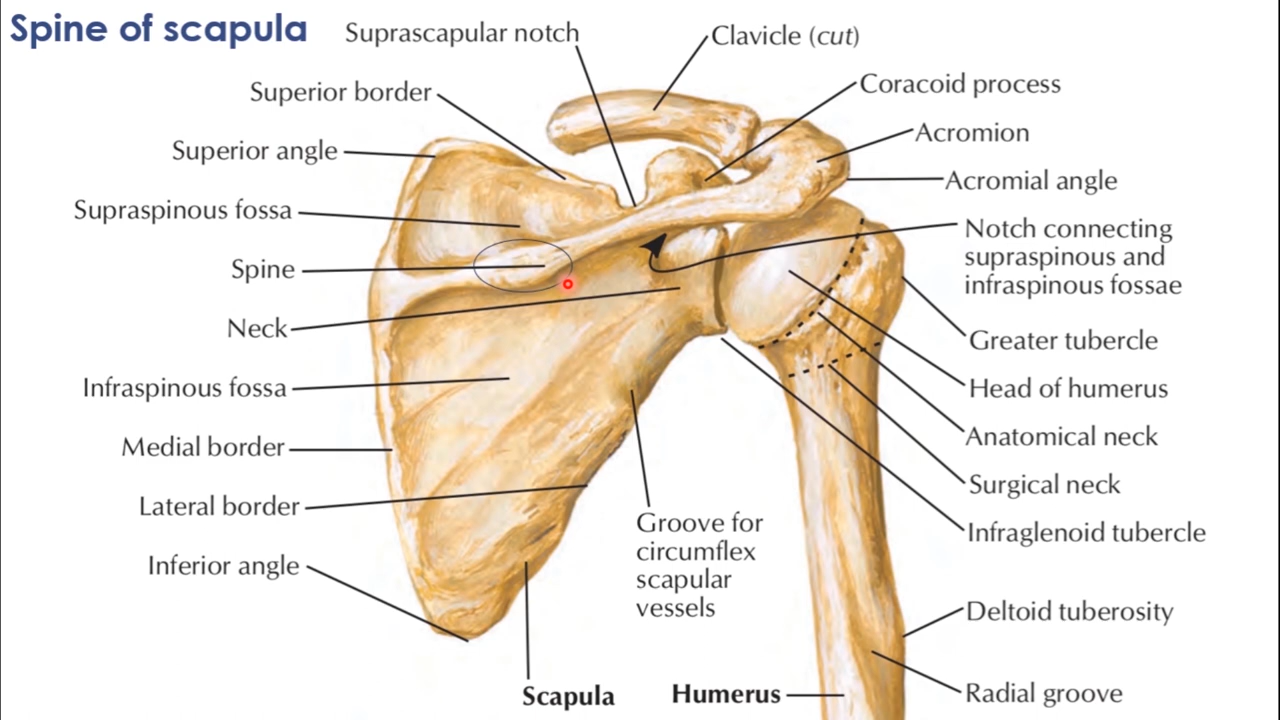 Spine of scapula
Suprascapular notch
Clavicle (cut)
Superior border
Coracoid process
Acromion
Superior angle
Acromial angle
Supraspinous fossa
Notch connecting
supraspinous and
infraspinous fossae
Spine
Neck
Greater tubercle
Infraspinous fossa
Head of humerus
Medial border
Anatomical neck
Lateral border
Surgical neck
Groove for
circumflex
scapular
vessels
Infraglenoid tubercle
Inferior angle
Deltoid tuberosity
Scapula
Humerus
Radial groove